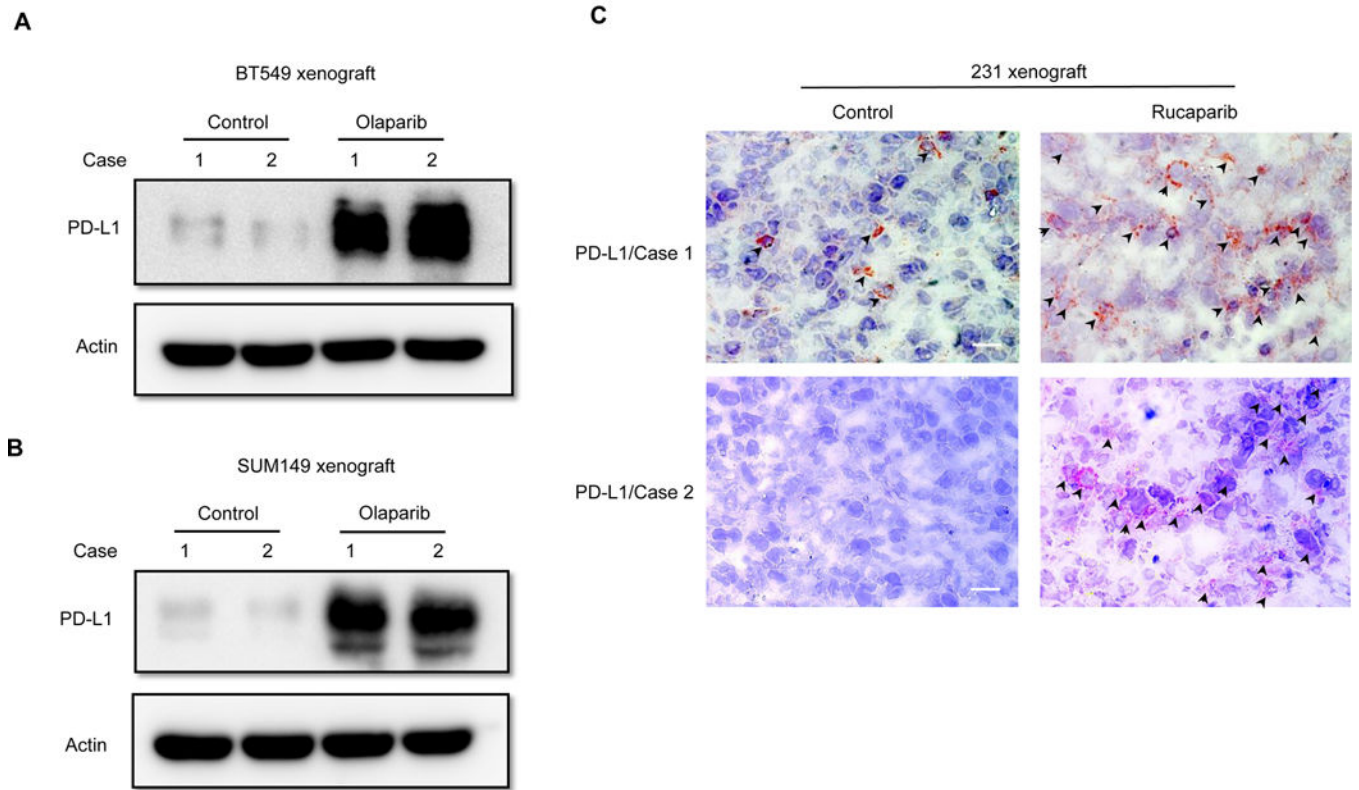 A
BT549 xenograft
Control Olaparib
Case 1 2 1 2
PD-L1
Actin
B
SUM149 xenograft
Control Olaparib
Case 1 2 1 2
PD-L1
Actin
C
231 xenograft
Control Rucaparib
PD-L1/Case 1
PD-L1/Case 2